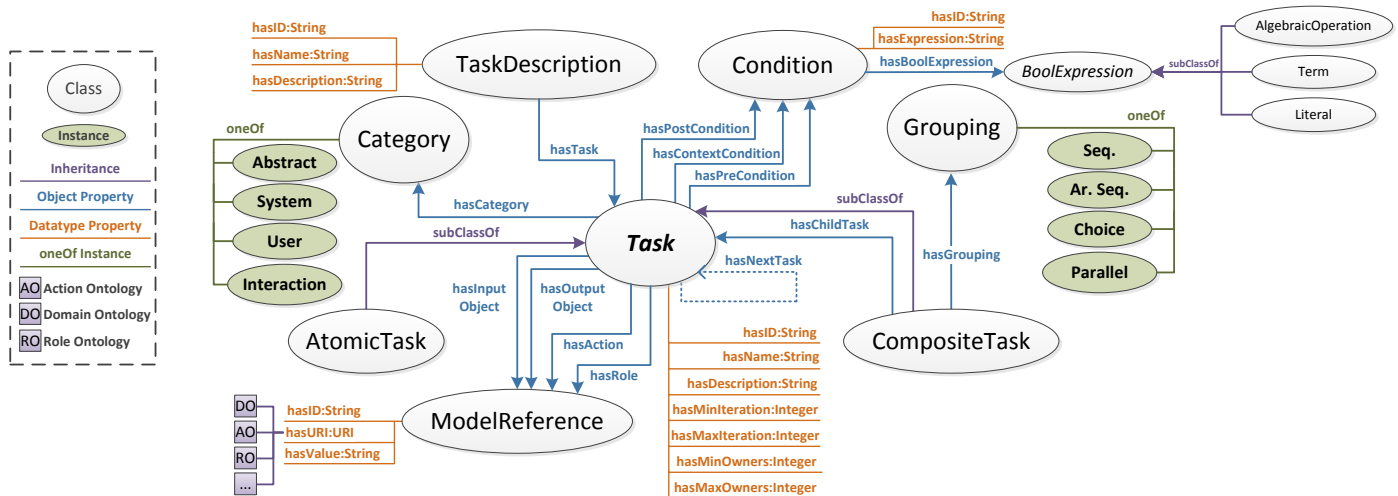 Class
Instance
Inheritance
Object Property
Datatype Property
oneOf Instance
AO Action Ontology
DO Domain Ontology
RO Role Ontology
hasID:String
hasName:String
hasDescription:String
TaskDescription
hasTask
Condition
hasID:String
hasExpression:String
hasBoolExpression
BoolExpression
subClassOf
AlgebraicOperation
Term
Literal
oneOf
Category
Abstract
System
User
Interaction
hasCategory
hasPostCondition
hasContextCondition
hasPreCondition
Grouping
oneOf
Seq.
Ar. Seq.
Choice
Parallel
subClassOf
Task
subClassOf
hasChildTask
hasNextTask
hasGrouping
AtomicTask
hasInput
Object
hasOutput
Object
hasAction
hasRole
CompositeTask
hasID:String
hasName:String
hasDescription:String
hasMinIteration:Integer
hasMaxIteration:Integer
hasMinOwners:Integer
hasMaxOwners:Integer
ModelReference
hasID:String
hasURI:URI
hasValue:String
DO
AO
RO
...